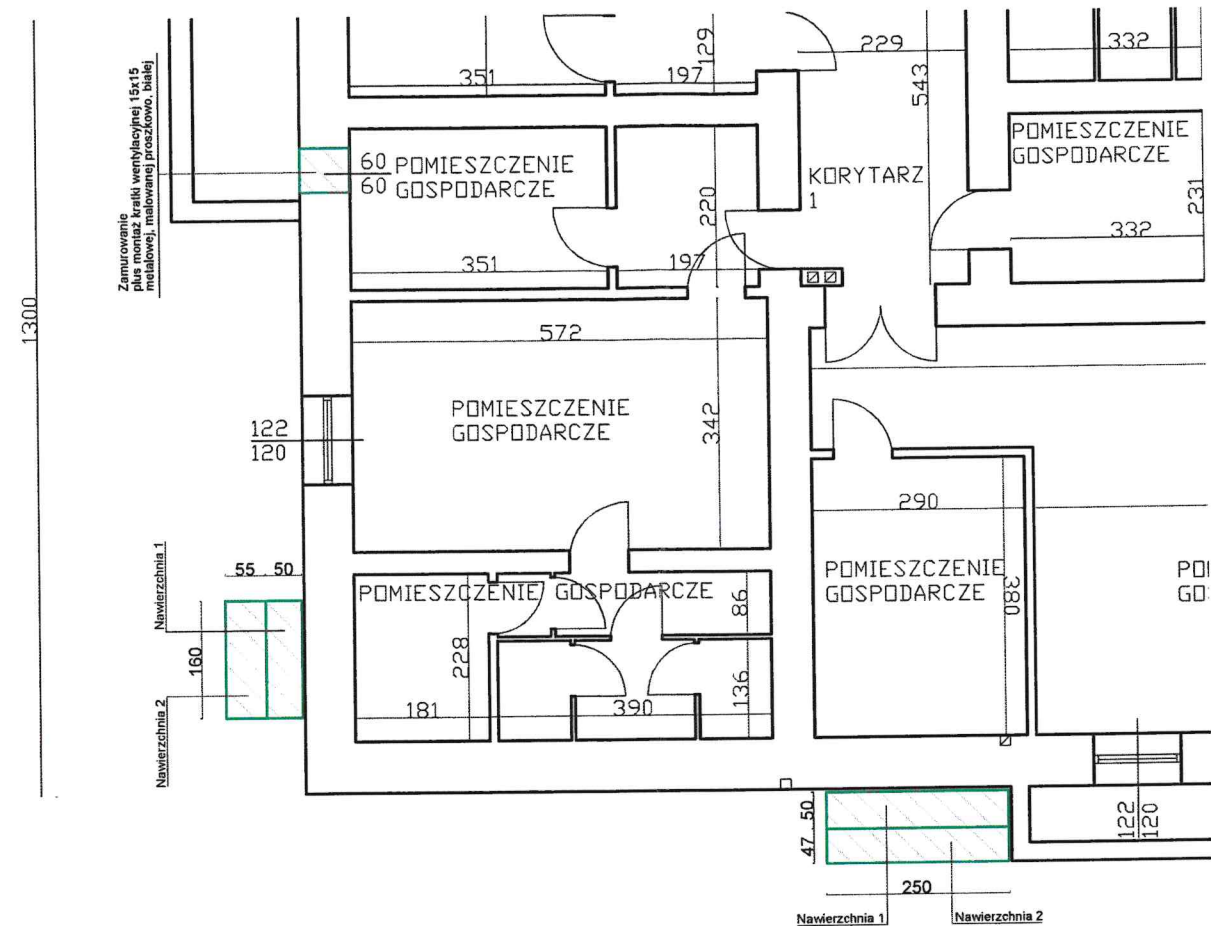 351
129
197
229
543
332
Zamurowanie
plus montaż kratki wentylacyjnej 15x15
metalowej, malowanej proszkowo, białej
60
60
POMIESZCZENIE
GOSPODARCZE
220
KORYTARZ
1
POMIESZCZENIE
GOSPODARCZE
231
351
197
332
1300
572
342
POMIESZCZENIE
GOSPODARCZE
122
120
290
380
POMIESZCZENIE
GOSPODARCZE
Nawierzchnia 1
55
50
160
Nawierzchnia 2
POMIESZCZENIE GOSPODARCZE
86
228
181
390
136
122
120
50
47
250
Nawierzchnia 1
Nawierzchnia 2